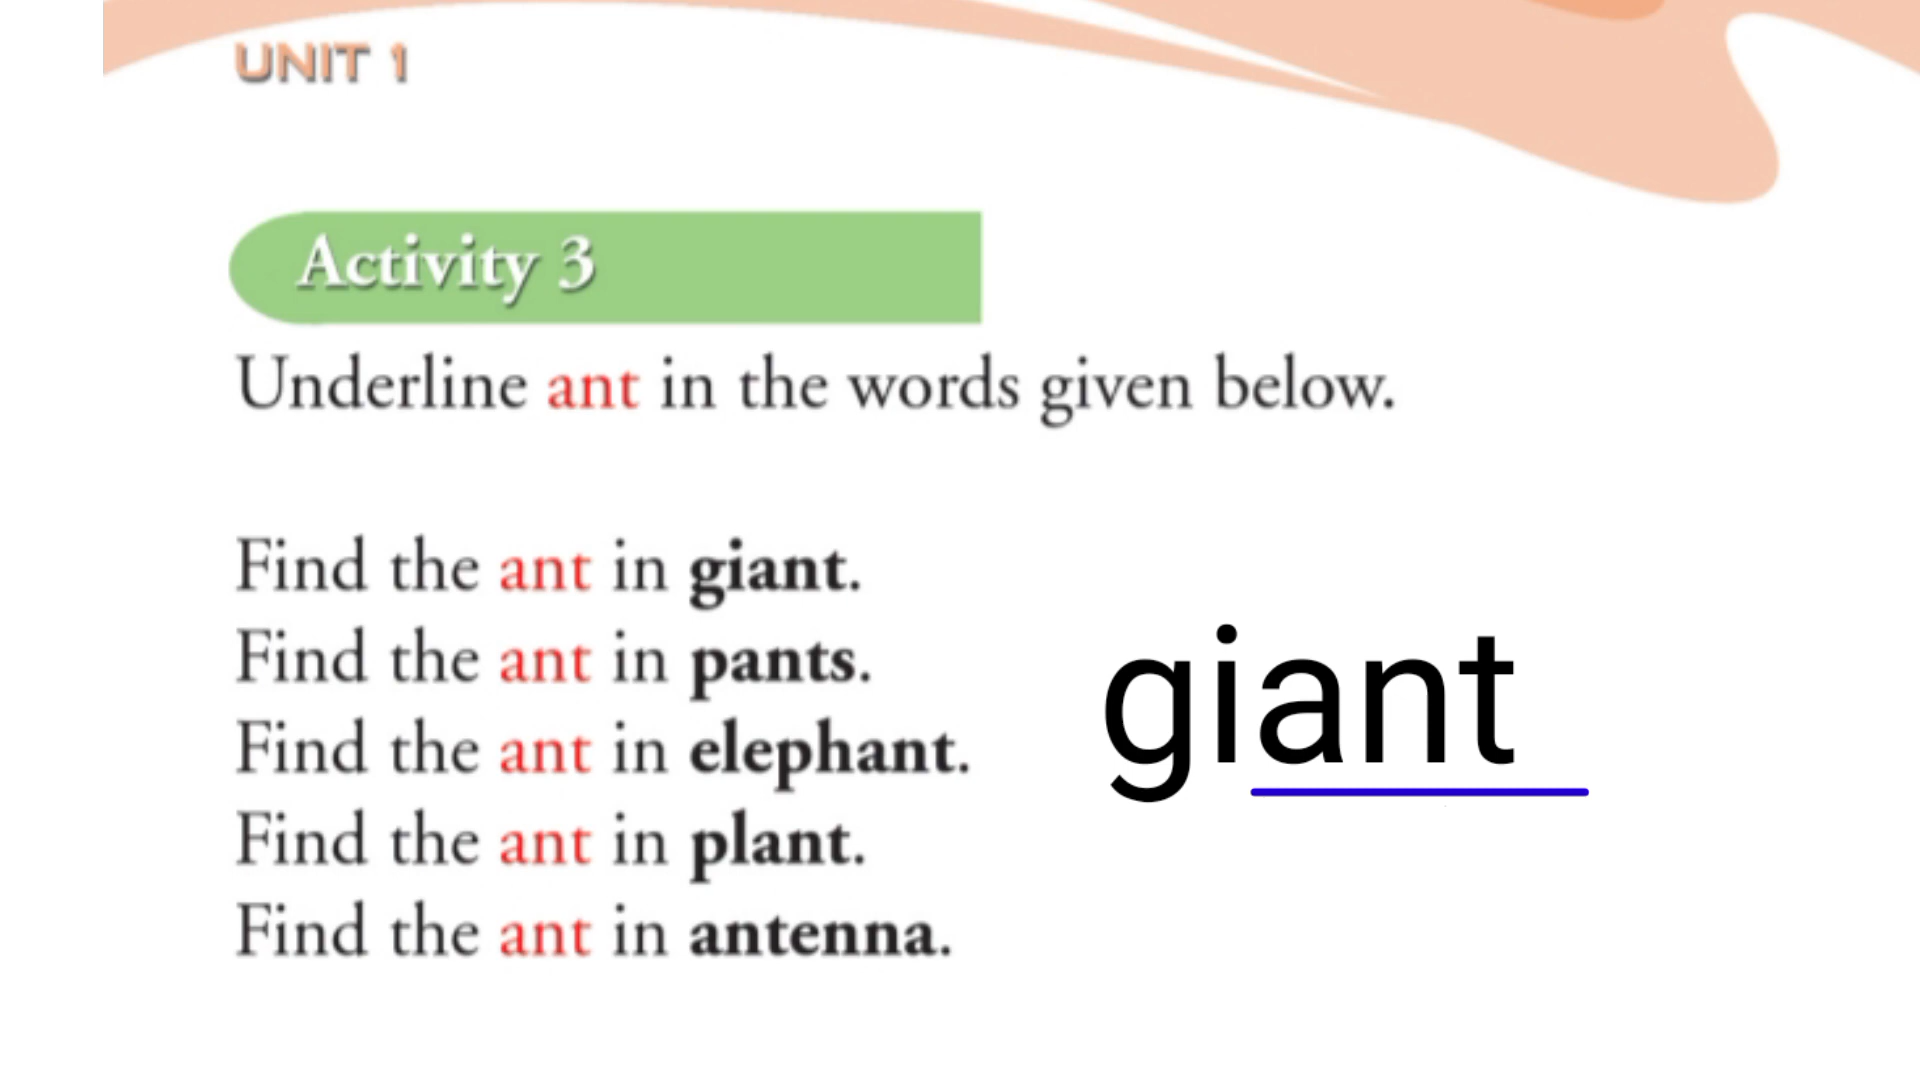 UNIT 1
Activity 3
Underline ant in the words given below.
Find the ant in giant.
Find the ant in pants.
Find the ant in elephant.
Find the ant in plant.
Find the ant in antenna.
giant